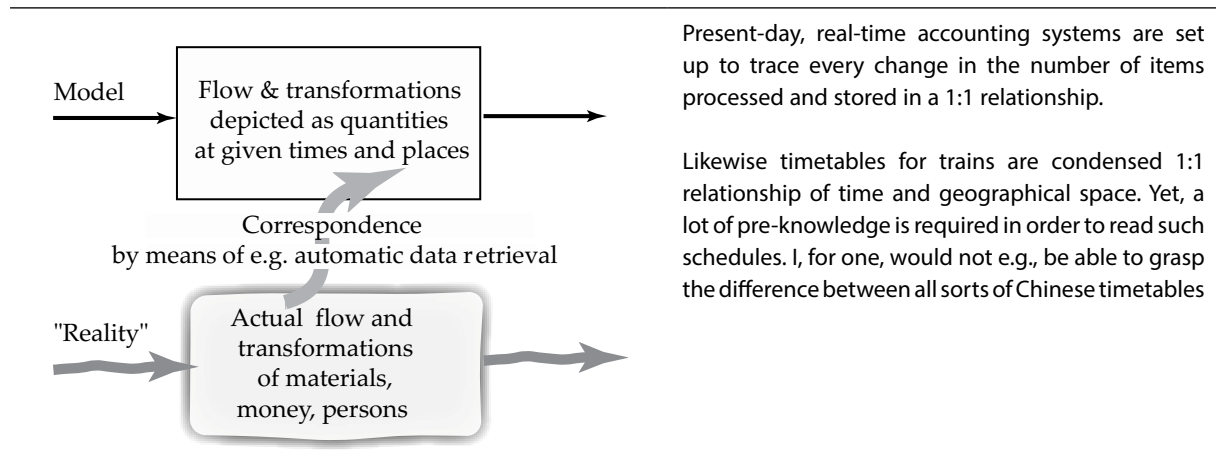 Model
Flow & transformations
depicted as quantities
at given times and places
Correspondence
by means of e.g. automatic data retrieval
"Reality"
Actual flow and
transformations
of materials,
money, persons
Present-day, real-time accounting systems are set
up to trace every change in the number of items
processed and stored in a 1:1 relationship.
Likewise timetables for trains are condensed 1:1
relationship of time and geographical space. Yet, a
lot of pre-knowledge is required in order to read such
schedules. I, for one, would not e.g., be able to grasp
the difference between all sorts of Chinese timetables